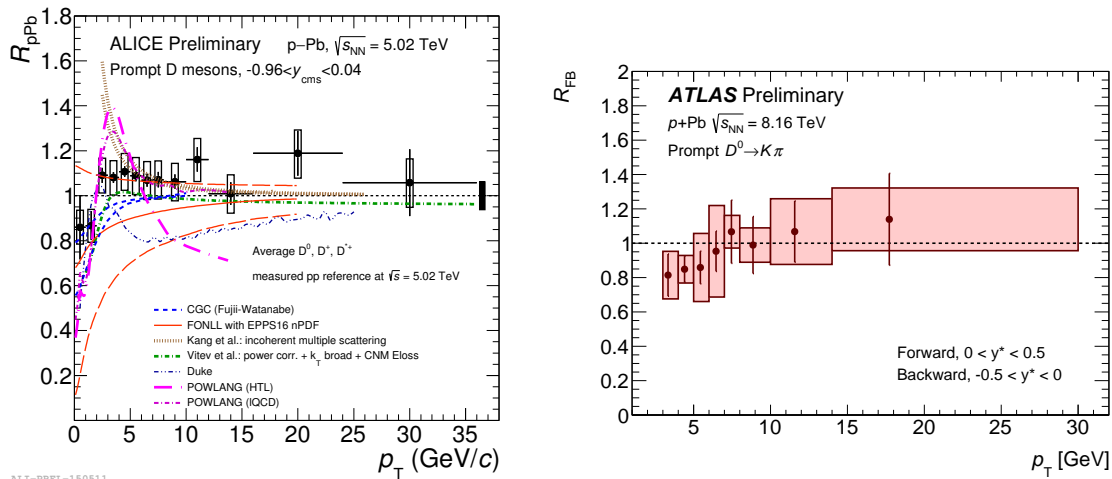 R_pPb
1.8
1.6
1.4
1.2
1
0.8
0.6
0.4
0.2
0
ALICE Preliminary
p−Pb, √s_NN = 5.02 TeV
Prompt D mesons, -0.96<y_cms<0.04
Average D⁰, D⁺, D*⁺
measured pp reference at √s = 5.02 TeV
CGC (Fujii-Watanabe)
FONLL with EPPS16 nPDF
Kang et al.: incoherent multiple scattering
Vitev et al.: power corr. + k_T broad + CNM Eloss
Duke
POWLANG (HTL)
POWLANG (lQCD)
0 5 10 15 20 25 30 35
p_T (GeV/c)
ALI-PREL-150511
R_FB
2
1.8
1.6
1.4
1.2
1
0.8
0.6
0.4
0.2
0
ATLAS Preliminary
p+Pb √s_NN = 8.16 TeV
Prompt D⁰→Kπ
Forward, 0 < y* < 0.5
Backward, -0.5 < y* < 0
0 5 10 15 20 25 30
p_T [GeV]